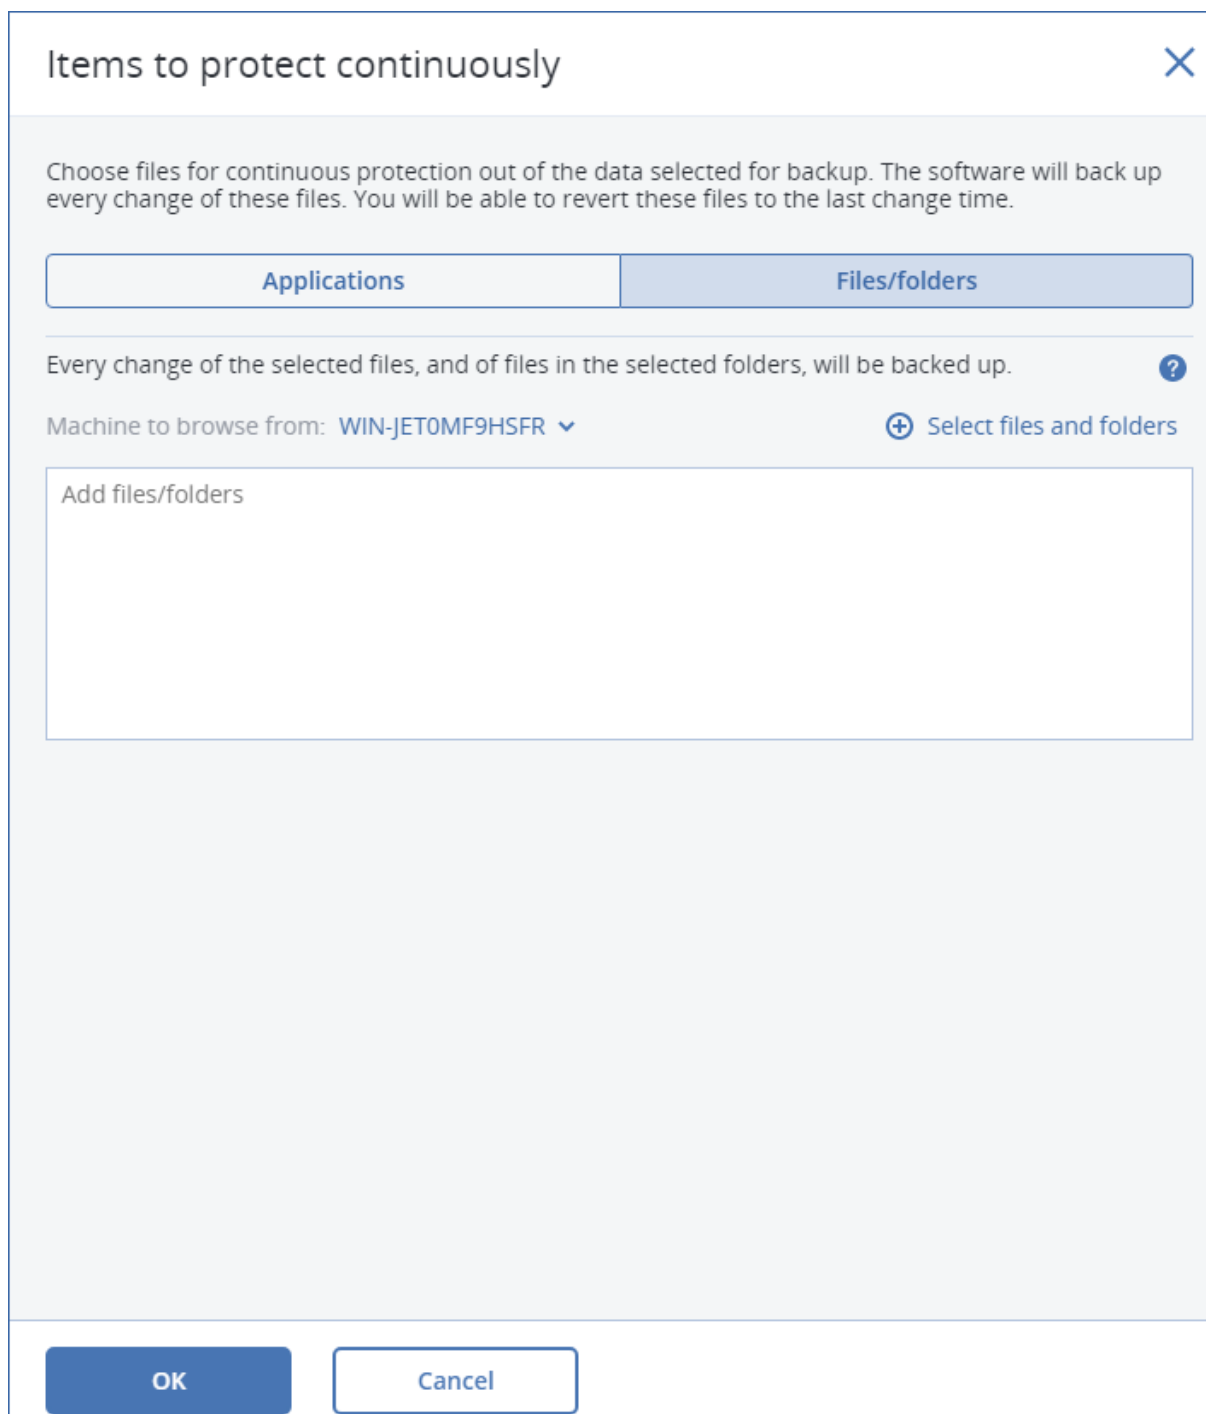 Items to protect continuously
Choose files for continuous protection out of the data selected for backup. The software will back up
every change of these files. You will be able to revert these files to the last change time.
Applications
Files/folders
Every change of the selected files, and of files in the selected folders, will be backed up.
?
Machine to browse from: WIN-JET0MF9HSFR
Select files and folders
Add files/folders
OK
Cancel